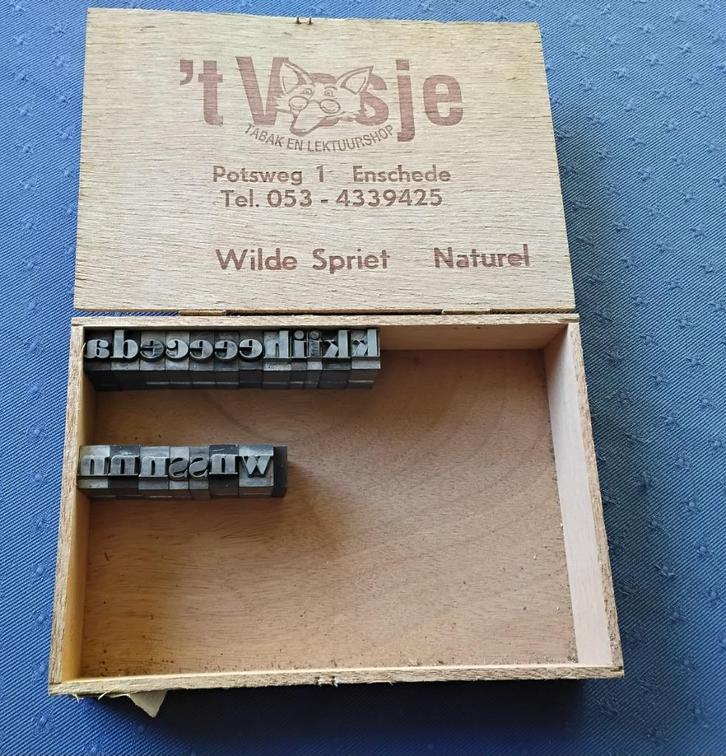 't Vosje
TABAK EN LEKTUURSHOP
Potsweg 1 Enschede
Tel. 053 - 4339425
Wilde Spriet Naturel